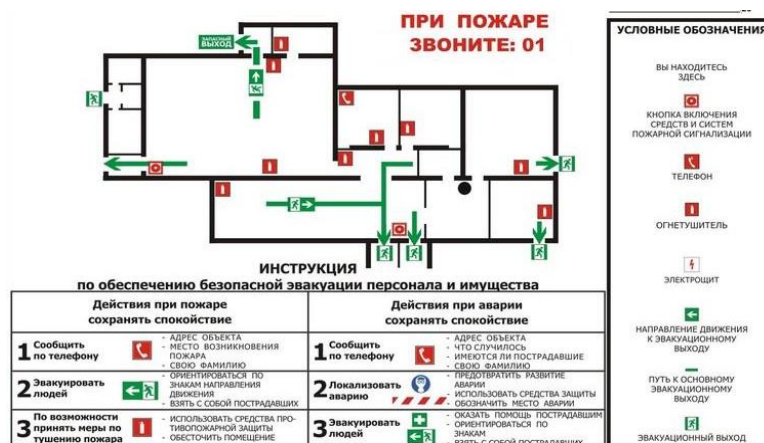 ПРИ ПОЖАРЕ
ЗВОНИТЕ: 01
ЗАПАСНЫЙ
ВЫХОД
ИНСТРУКЦИЯ
по обеспечению безопасной эвакуации персонала и имущества
Действия при пожаре
сохранять спокойствие
1 Сообщить
по телефону
- АДРЕС ОБЪЕКТА
- МЕСТО ВОЗНИКНОВЕНИЯ
ПОЖАРА
- СВОЮ ФАМИЛИЮ
2 Эвакуировать
людей
- ОРИЕНТИРОВАТЬСЯ ПО
ЗНАКАМ НАПРАВЛЕНИЯ
ДВИЖЕНИЯ
- ВЗЯТЬ С СОБОЙ ПОСТРАДАВШИХ
3 По возможности
принять меры по
тушению пожара
- ИСПОЛЬЗОВАТЬ СРЕДСТВА ПРО-
ТИВОПОЖАРНОЙ ЗАЩИТЫ
- ОБЕСТОЧИТЬ ПОМЕЩЕНИЕ
Действия при аварии
сохранять спокойствие
1 Сообщить
по телефону
- АДРЕС ОБЪЕКТА
- ЧТО СЛУЧИЛОСЬ
- ИМЕЮТСЯ ЛИ ПОСТРАДАВШИЕ
- СВОЮ ФАМИЛИЮ
2 Локализовать
аварию
- ПРЕДОТВРАТИТЬ РАЗВИТИЕ
АВАРИИ
- ИСПОЛЬЗОВАТЬ СРЕДСТВА ЗАЩИТЫ
- ОБОЗНАЧИТЬ МЕСТО АВАРИИ
3 Эвакуировать
людей
- ОКАЗАТЬ ПОМОЩЬ ПОСТРАДАВШИМ
- ОРИЕНТИРОВАТЬСЯ ПО
ЗНАКАМ
- ВЗЯТЬ С СОБОЙ ПОСТРАДАВШИХ
УСЛОВНЫЕ ОБОЗНАЧЕНИЯ
ВЫ НАХОДИТЕСЬ
ЗДЕСЬ
КНОПКА ВКЛЮЧЕНИЯ
СРЕДСТВ И СИСТЕМ
ПОЖАРНОЙ СИГНАЛИЗАЦИИ
ТЕЛЕФОН
ОГНЕТУШИТЕЛЬ
ЭЛЕКТРОЩИТ
НАПРАВЛЕНИЕ ДВИЖЕНИЯ
К ЭВАКУАЦИОННОМУ
ВЫХОДУ
ПУТЬ К ОСНОВНОМУ
ЭВАКУАЦИОННОМУ
ВЫХОДУ
ЭВАКУАЦИОННЫЙ ВЫХОД